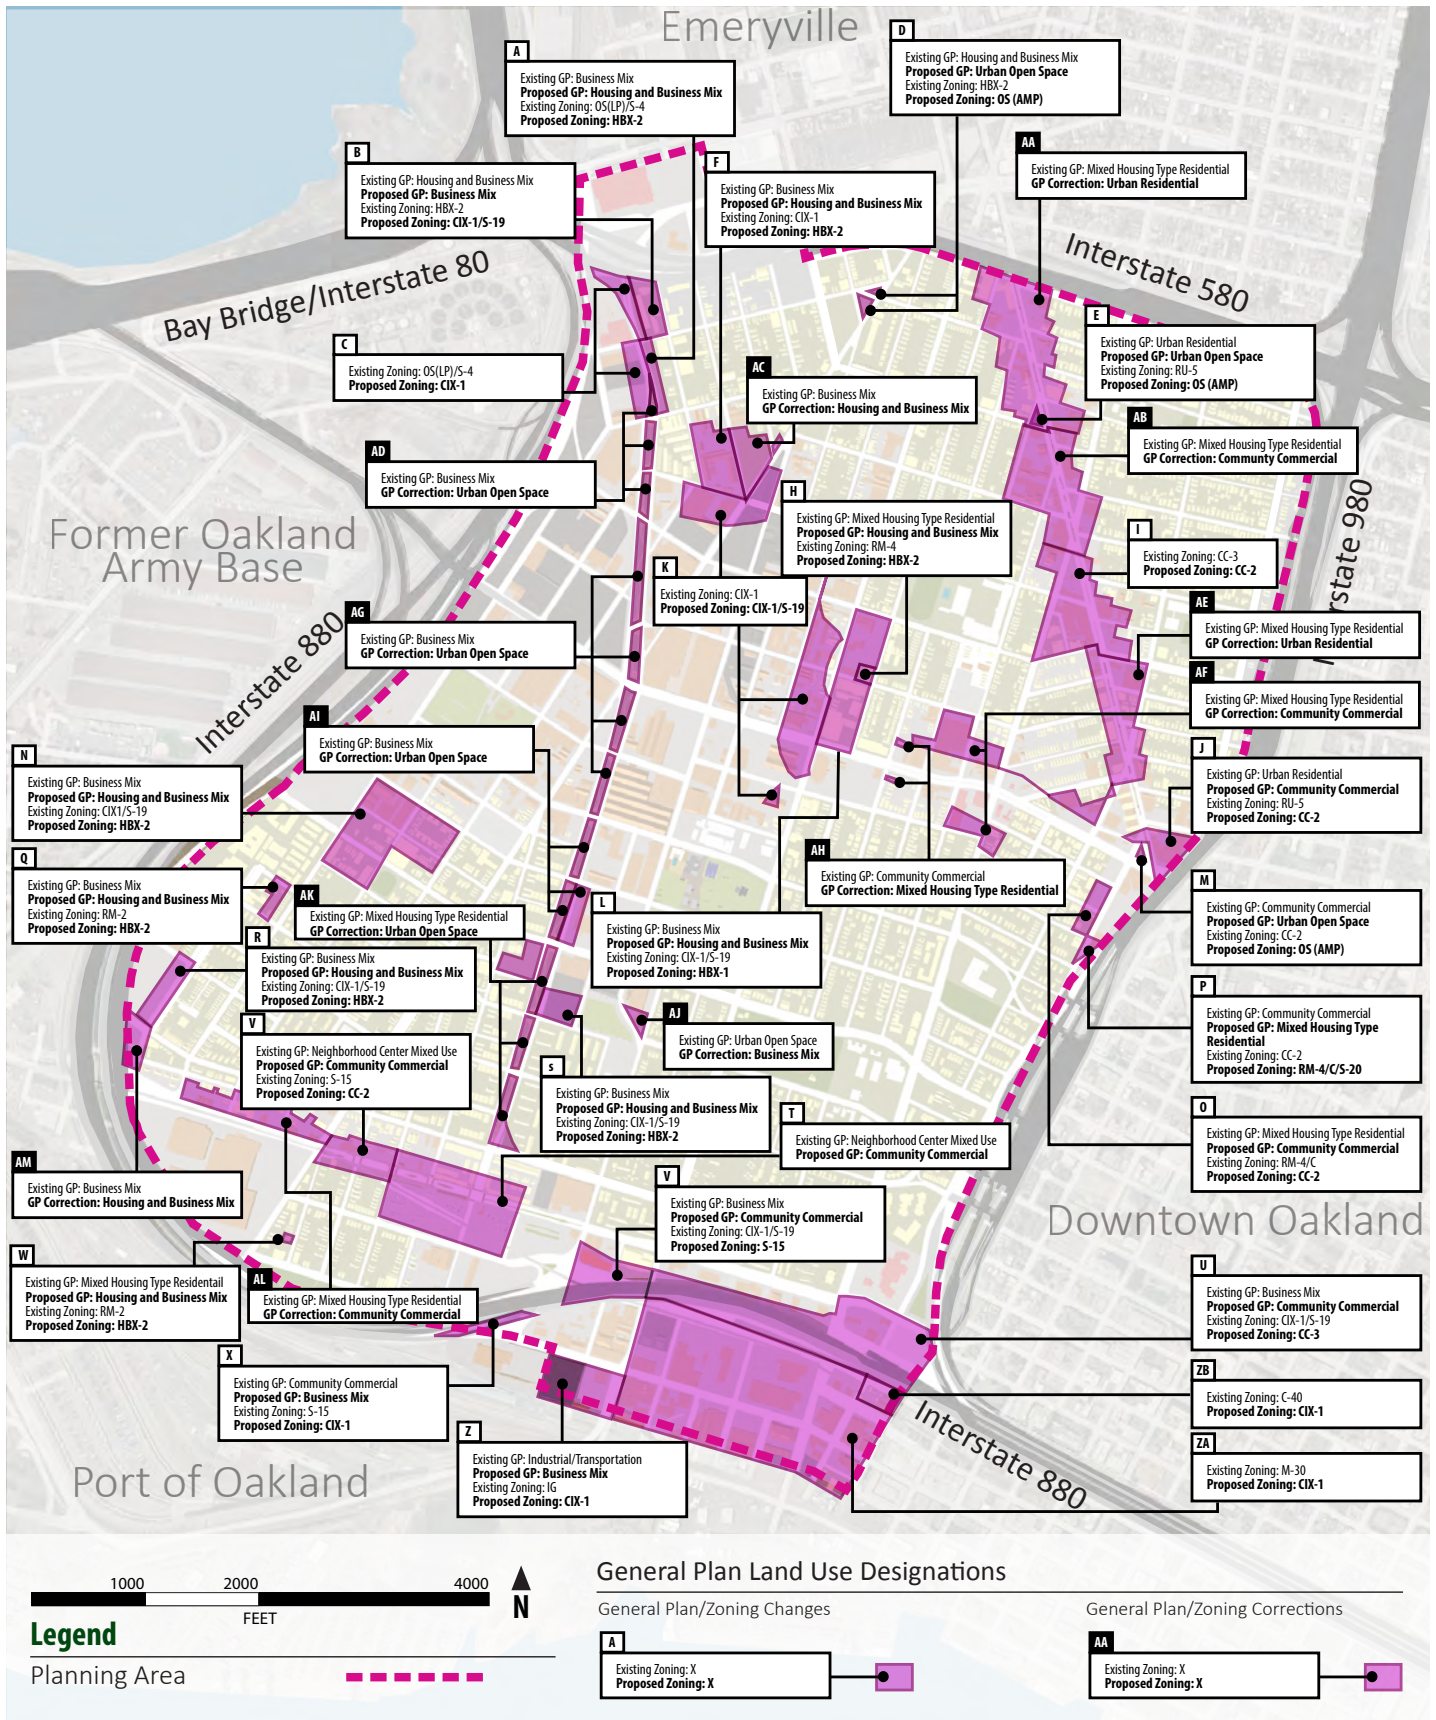 Emeryville
A
Existing GP: Business Mix
Proposed GP: Housing and Business Mix
Existing Zoning: OS(LP)/S-4
Proposed Zoning: HBX-2
D
Existing GP: Housing and Business Mix
Proposed GP: Urban Open Space
Existing Zoning: HBX-2
Proposed Zoning: OS (AMP)
AA
Existing GP: Mixed Housing Type Residential
GP Correction: Urban Residential
B
Existing GP: Housing and Business Mix
Proposed GP: Business Mix
Existing Zoning: HBX-2
Proposed Zoning: CIX-1/S-19
F
Existing GP: Business Mix
Proposed GP: Housing and Business Mix
Existing Zoning: CIX-1
Proposed Zoning: HBX-2
Interstate 580
Bay Bridge/Interstate 80
E
Existing GP: Urban Residential
Proposed GP: Urban Open Space
Existing Zoning: RU-5
Proposed Zoning: OS (AMP)
C
Existing Zoning: OS(LP)/S-4
Proposed Zoning: CIX-1
AC
Existing GP: Business Mix
GP Correction: Housing and Business Mix
AB
Existing GP: Mixed Housing Type Residential
GP Correction: Community Commercial
AD
Existing GP: Business Mix
GP Correction: Urban Open Space
H
Existing GP: Mixed Housing Type Residential
Proposed GP: Housing and Business Mix
Existing Zoning: RM-4
Proposed Zoning: HBX-2
Former Oakland
Army Base
Interstate 980
I
Existing Zoning: CC-3
Proposed Zoning: CC-2
K
Existing Zoning: CIX-1
Proposed Zoning: CIX-1/S-19
AE
Existing GP: Mixed Housing Type Residential
GP Correction: Urban Residential
AG
Existing GP: Business Mix
GP Correction: Urban Open Space
Interstate 880
AF
Existing GP: Mixed Housing Type Residential
GP Correction: Community Commercial
AI
Existing GP: Business Mix
GP Correction: Urban Open Space
N
Existing GP: Business Mix
Proposed GP: Housing and Business Mix
Existing Zoning: CIX1/S-19
Proposed Zoning: HBX-2
J
Existing GP: Urban Residential
Proposed GP: Community Commercial
Existing Zoning: RU-5
Proposed Zoning: CC-2
Q
Existing GP: Business Mix
Proposed GP: Housing and Business Mix
Existing Zoning: RM-2
Proposed Zoning: HBX-2
AH
Existing GP: Community Commercial
GP Correction: Mixed Housing Type Residential
AK
Existing GP: Mixed Housing Type Residential
GP Correction: Urban Open Space
L
Existing GP: Business Mix
Proposed GP: Housing and Business Mix
Existing Zoning: CIX-1/S-19
Proposed Zoning: HBX-1
M
Existing GP: Community Commercial
Proposed GP: Urban Open Space
Existing Zoning: CC-2
Proposed Zoning: OS (AMP)
R
Existing GP: Business Mix
Proposed GP: Housing and Business Mix
Existing Zoning: CIX-1/S-19
Proposed Zoning: HBX-2
P
Existing GP: Community Commercial
Proposed GP: Mixed Housing Type
Residential
Existing Zoning: CC-2
Proposed Zoning: RM-4/C/S-20
AJ
Existing GP: Urban Open Space
GP Correction: Business Mix
V
Existing GP: Neighborhood Center Mixed Use
Proposed GP: Community Commercial
Existing Zoning: S-15
Proposed Zoning: CC-2
s
Existing GP: Business Mix
Proposed GP: Housing and Business Mix
Existing Zoning: CIX-1/S-19
Proposed Zoning: HBX-2
T
Existing GP: Neighborhood Center Mixed Use
Proposed GP: Community Commercial
O
Existing GP: Mixed Housing Type Residential
Proposed GP: Community Commercial
Existing Zoning: RM-4/C
Proposed Zoning: CC-2
AM
Existing GP: Business Mix
GP Correction: Housing and Business Mix
V
Existing GP: Business Mix
Proposed GP: Community Commercial
Existing Zoning: CIX-1/S-19
Proposed Zoning: S-15
Downtown Oakland
W
Existing GP: Mixed Housing Type Residentail
Proposed GP: Housing and Business Mix
Existing Zoning: RM-2
Proposed Zoning: HBX-2
AL
Existing GP: Mixed Housing Type Residential
GP Correction: Community Commercial
U
Existing GP: Business Mix
Proposed GP: Community Commercial
Existing Zoning: CIX-1/S-19
Proposed Zoning: CC-3
X
Existing GP: Community Commercial
Proposed GP: Business Mix
Existing Zoning: S-15
Proposed Zoning: CIX-1
ZB
Existing Zoning: C-40
Proposed Zoning: CIX-1
Interstate 880
Z
Existing GP: Industrial/Transportation
Proposed GP: Business Mix
Existing Zoning: IG
Proposed Zoning: CIX-1
ZA
Existing Zoning: M-30
Proposed Zoning: CIX-1
Port of Oakland
1000 2000 4000
FEET
N
Legend
Planning Area
General Plan Land Use Designations
General Plan/Zoning Changes
A
Existing Zoning: X
Proposed Zoning: X
General Plan/Zoning Corrections
AA
Existing Zoning: X
Proposed Zoning: X